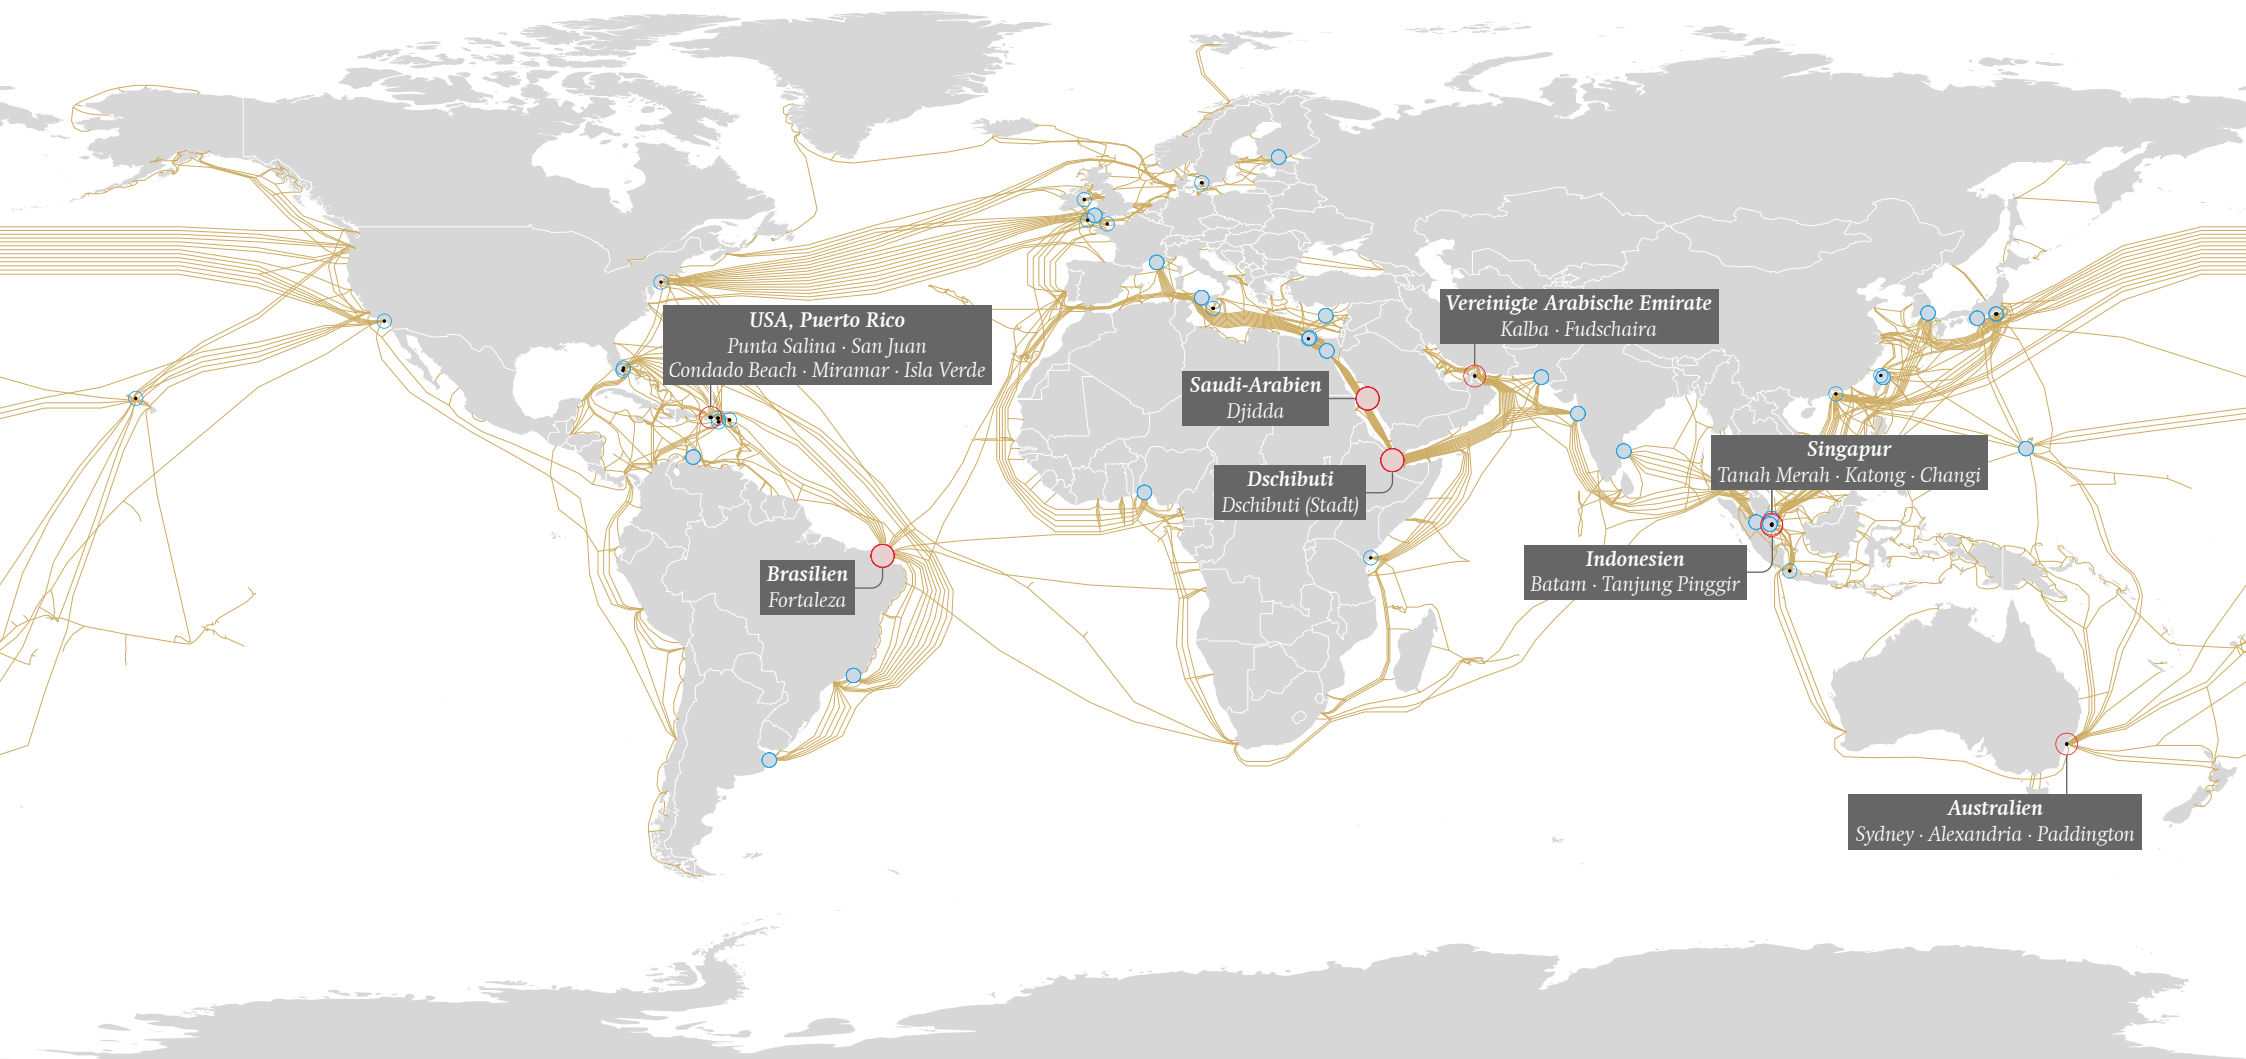 USA, Puerto Rico
Punta Salina · San Juan
Condado Beach · Miramar · Isla Verde
Vereinigte Arabische Emirate
Kalba · Fudschaira
Saudi-Arabien
Djidda
Dschibuti
Dschibuti (Stadt)
Singapur
Tanah Merah · Katong · Changi
Brasilien
Fortaleza
Indonesien
Batam · Tanjung Pinggir
Australien
Sydney · Alexandria · Paddington